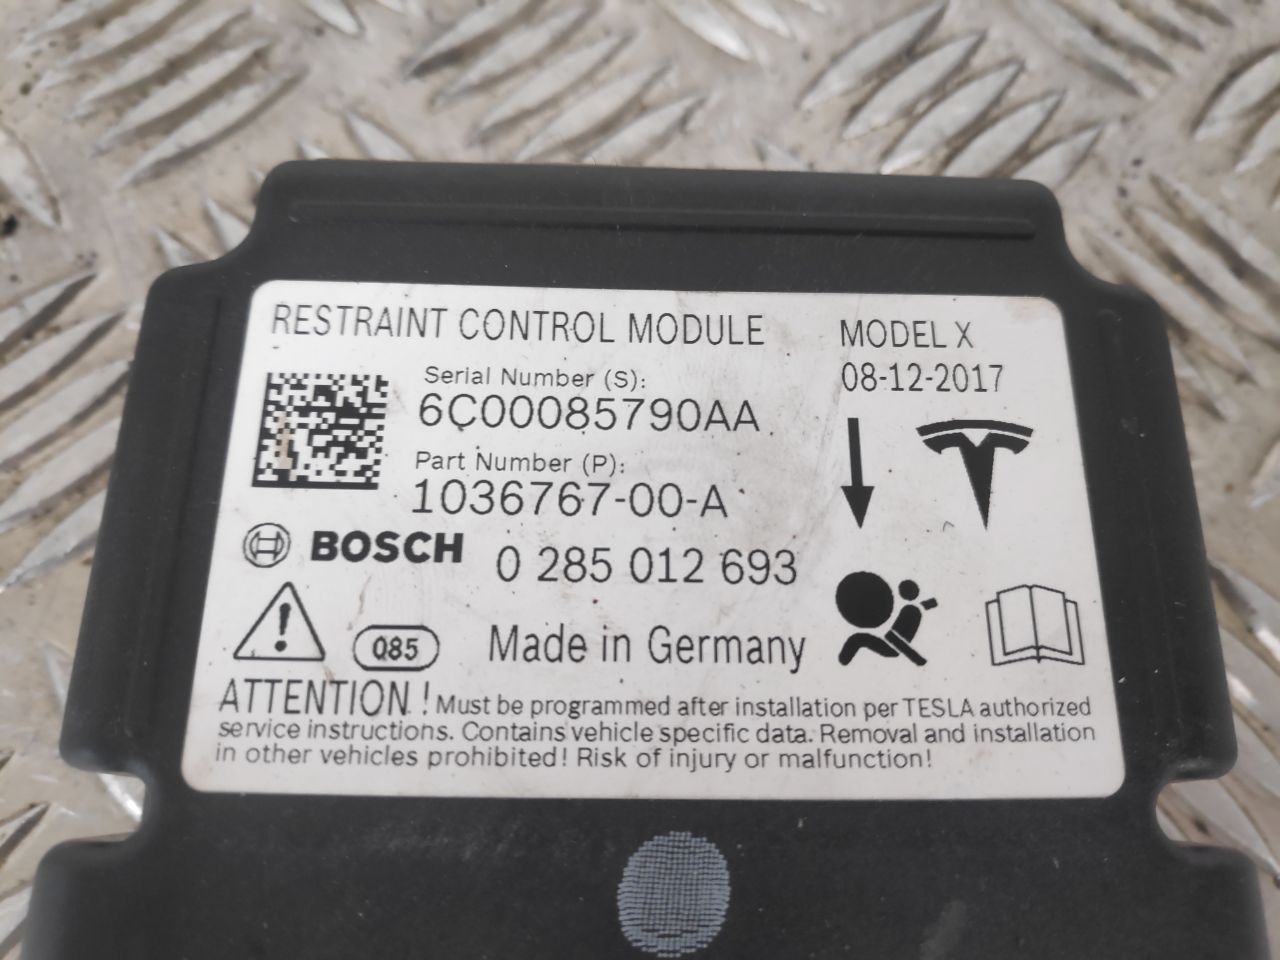 RESTRAINT CONTROL MODULE
MODEL X
08-12-2017
Serial Number (S):
6C00085790AA
Part Number (P):
1036767-00-A
BOSCH 0 285 012 693
Q85 Made in Germany
ATTENTION ! Must be programmed after installation per TESLA authorized
service instructions. Contains vehicle specific data. Removal and installation
in other vehicles prohibited! Risk of injury or malfunction!